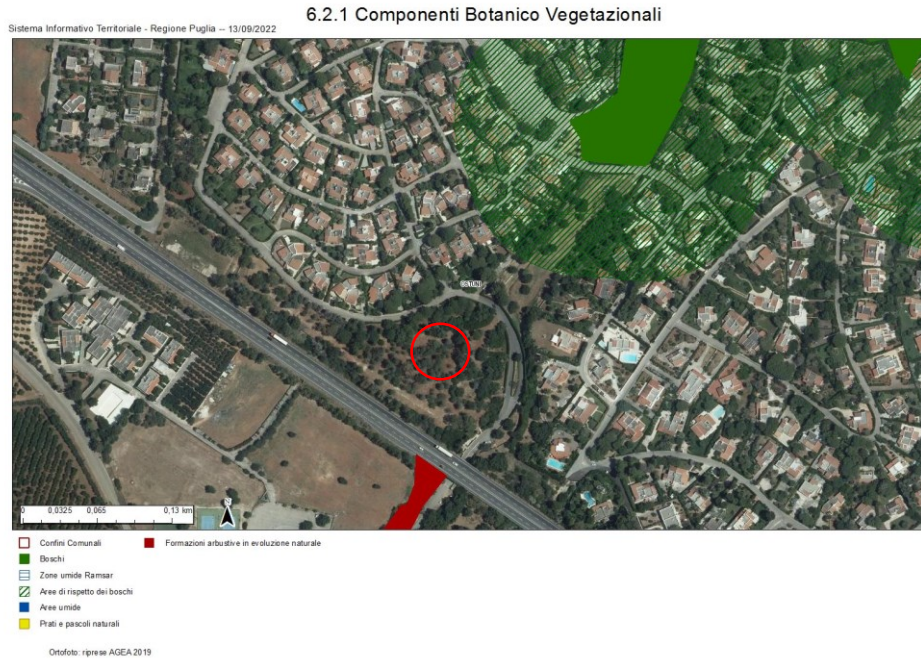 6.2.1 Componenti Botanico Vegetazionali
Sistema Informativo Territoriale - Regione Puglia -- 13/09/2022
OSTUNI
0 0,0325 0,065 0,13 km
Confini Comunali
Boschi
Zone umide Ramsar
Aree di rispetto dei boschi
Aree umide
Prati e pascoli naturali
Formazioni arbustive in evoluzione naturale
Ortofoto: riprese AGEA 2019